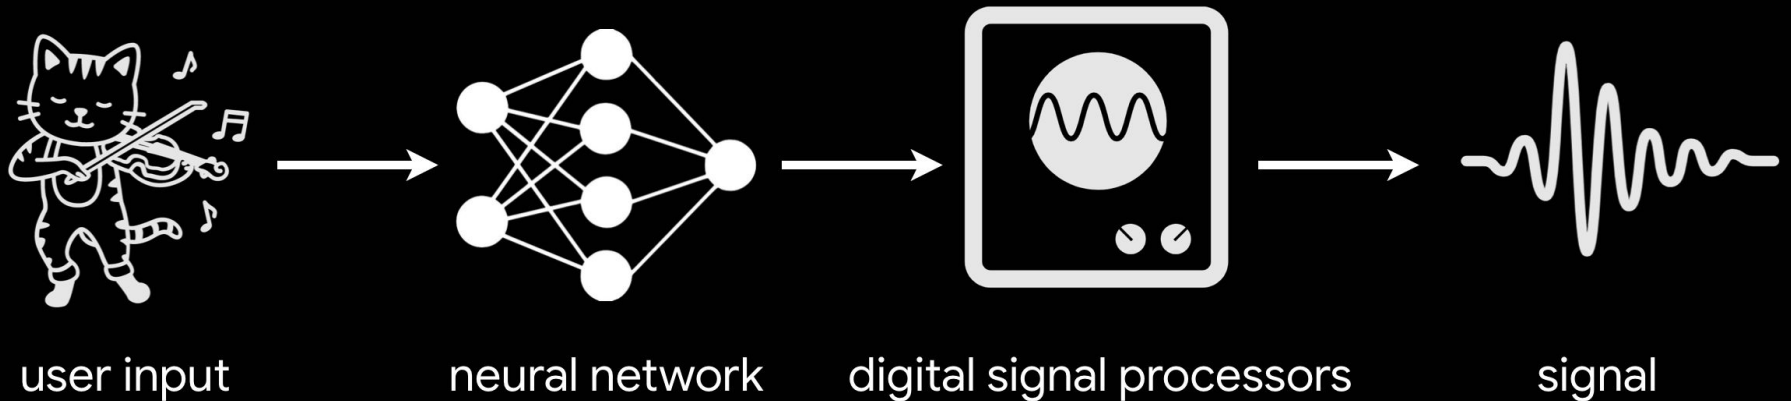 user input
neural network
digital signal processors
signal